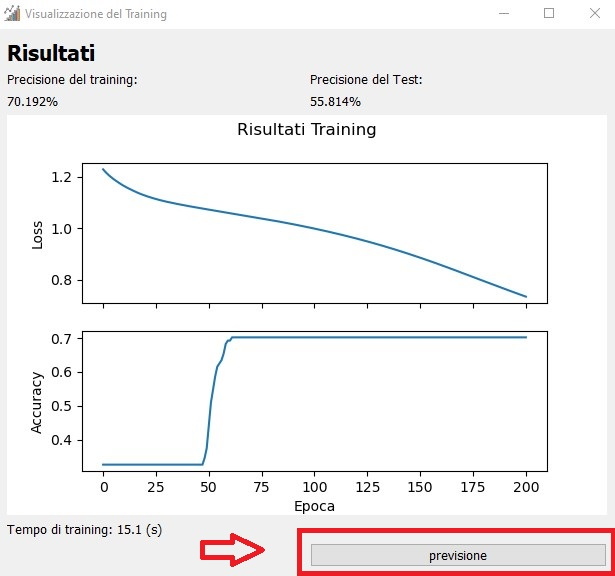 Visualizzazione del Training
Risultati
Precisione del training:
Precisione del Test:
70.192%
55.814%
Risultati Training
1.2
1.0
0.8
Loss
0.7
0.6
0.5
0.4
Accuracy
0 25 50 75 100 125 150 175 200
Epoca
Tempo di training: 15.1 (s)
previsione